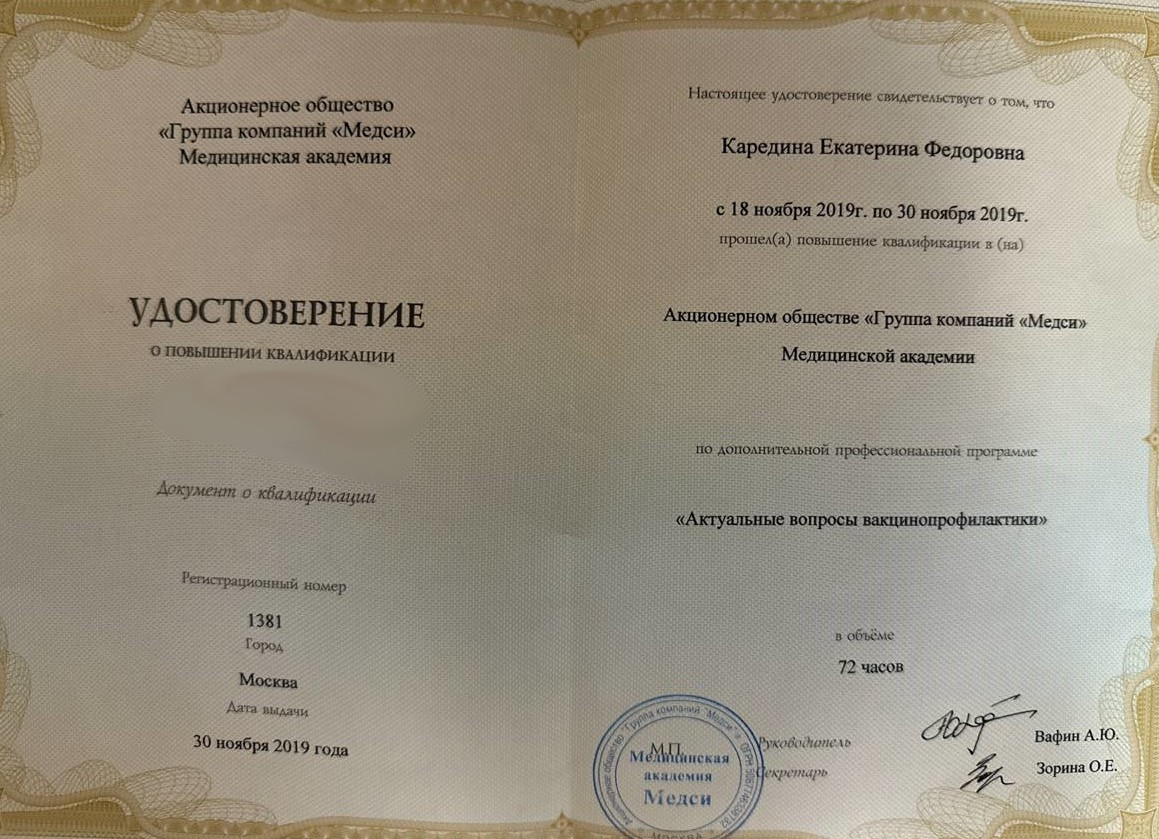 Акционерное общество
«Группа компаний «Медси»
Медицинская академия
УДОСТОВЕРЕНИЕ
О ПОВЫШЕНИИ КВАЛИФИКАЦИИ
Документ о квалификации
Регистрационный номер
1381
Город
Москва
Дата выдачи
30 ноября 2019 года
Настоящее удостоверение свидетельствует о том, что
Каредина Екатерина Федоровна
с 18 ноября 2019г. по 30 ноября 2019г.
прошел(а) повышение квалификации в (на)
Акционерном обществе «Группа компаний «Медси»
Медицинской академии
по дополнительной профессиональной программе
«Актуальные вопросы вакцинопрофилактики»
в объёме
72 часов
М.П.
Руководитель
Вафин А.Ю.
Секретарь
Зорина О.Е.
Акционерное общество "Группа компаний "Медси" ОГРН
Медицинская
академия
Медси
МОСКВА